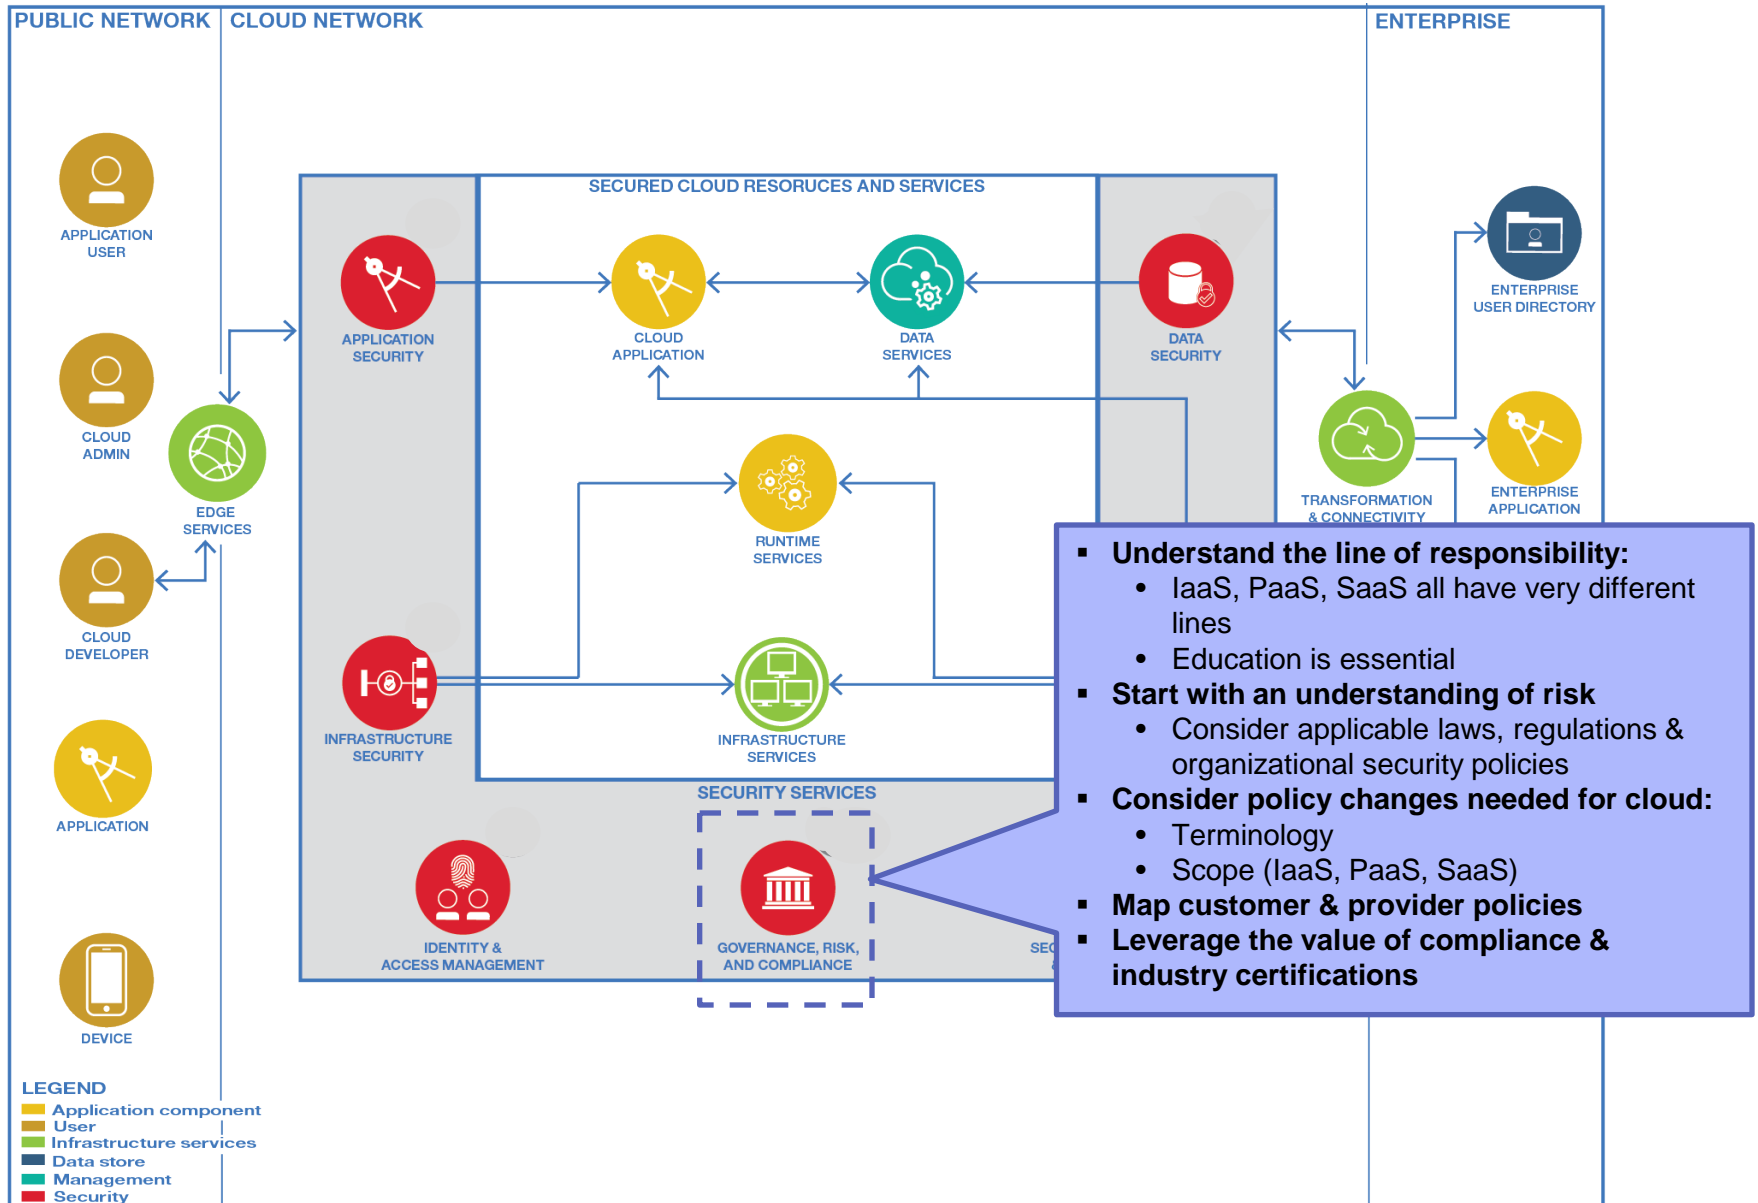 PUBLIC NETWORK
CLOUD NETWORK
ENTERPRISE
APPLICATION
USER
CLOUD
ADMIN
EDGE
SERVICES
CLOUD
DEVELOPER
APPLICATION
DEVICE
SECURED CLOUD RESORUCES AND SERVICES
APPLICATION
SECURITY
CLOUD
APPLICATION
DATA
SERVICES
DATA
SECURITY
RUNTIME
SERVICES
INFRASTRUCTURE
SECURITY
INFRASTRUCTURE
SERVICES
SECURITY SERVICES
IDENTITY &
ACCESS MANAGEMENT
GOVERNANCE, RISK,
AND COMPLIANCE
ENTERPRISE
USER DIRECTORY
TRANSFORMATION
& CONNECTIVITY
ENTERPRISE
APPLICATION
▪ Understand the line of responsibility:
• IaaS, PaaS, SaaS all have very different
lines
• Education is essential
▪ Start with an understanding of risk
• Consider applicable laws, regulations &
organizational security policies
▪ Consider policy changes needed for cloud:
• Terminology
• Scope (IaaS, PaaS, SaaS)
▪ Map customer & provider policies
▪ Leverage the value of compliance &
industry certifications
LEGEND
Application component
User
Infrastructure services
Data store
Management
Security